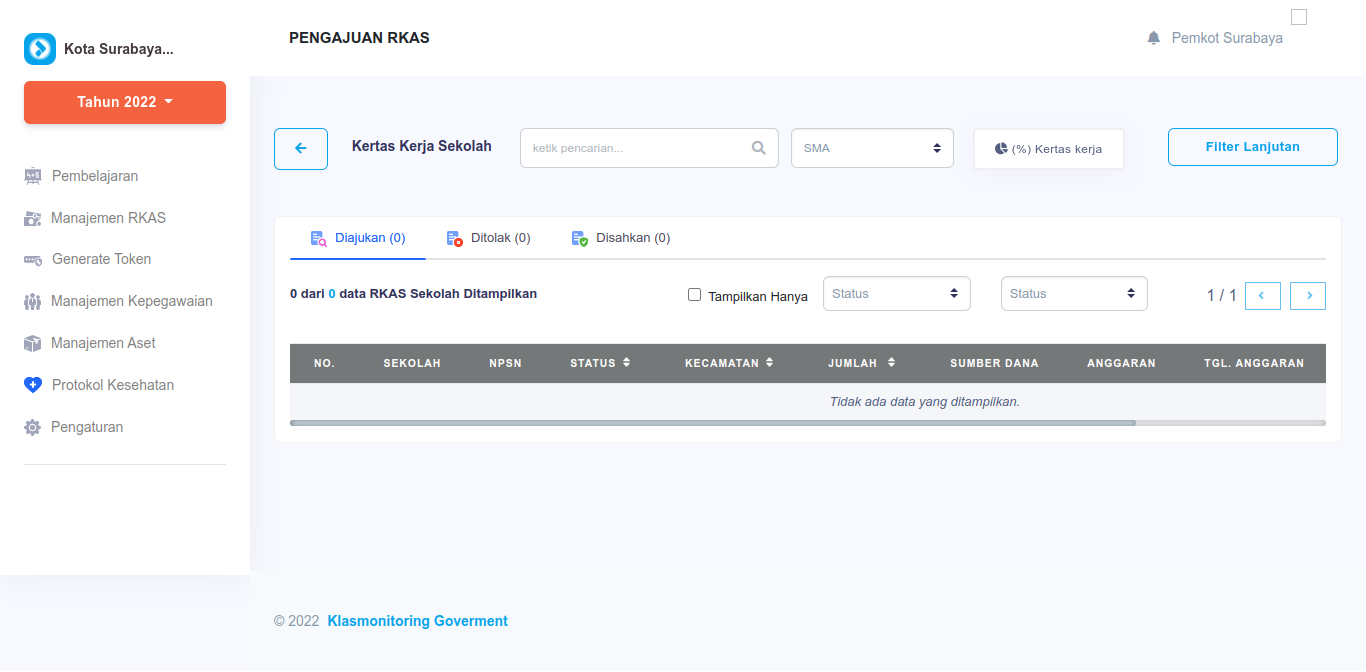 Kota Surabaya...
Tahun 2022
Pembelajaran
Manajemen RKAS
Generate Token
Manajemen Kepegawaian
Manajemen Aset
Protokol Kesehatan
Pengaturan
PENGAJUAN RKAS
Pemkot Surabaya
Kertas Kerja Sekolah
ketik pencarian...
SMA
(%) Kertas kerja
Filter Lanjutan
Diajukan (0) Ditolak (0) Disahkan (0)
0 dari 0 data RKAS Sekolah Ditampilkan
Tampilkan Hanya
Status
Status
1 / 1
NO. SEKOLAH NPSN STATUS KECAMATAN JUMLAH SUMBER DANA ANGGARAN TGL. ANGGARAN
Tidak ada data yang ditampilkan.
© 2022 Klasmonitoring Goverment